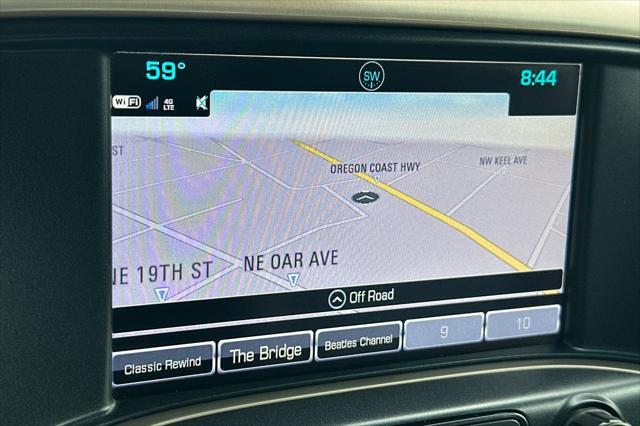 59°
SW
8:44
WiFi
4G
LTE
ST
OREGON COAST HWY
NW KEEL AVE
NE 19TH ST
NE OAR AVE
Off Road
Classic Rewind
The Bridge
Beatles Channel
9
10